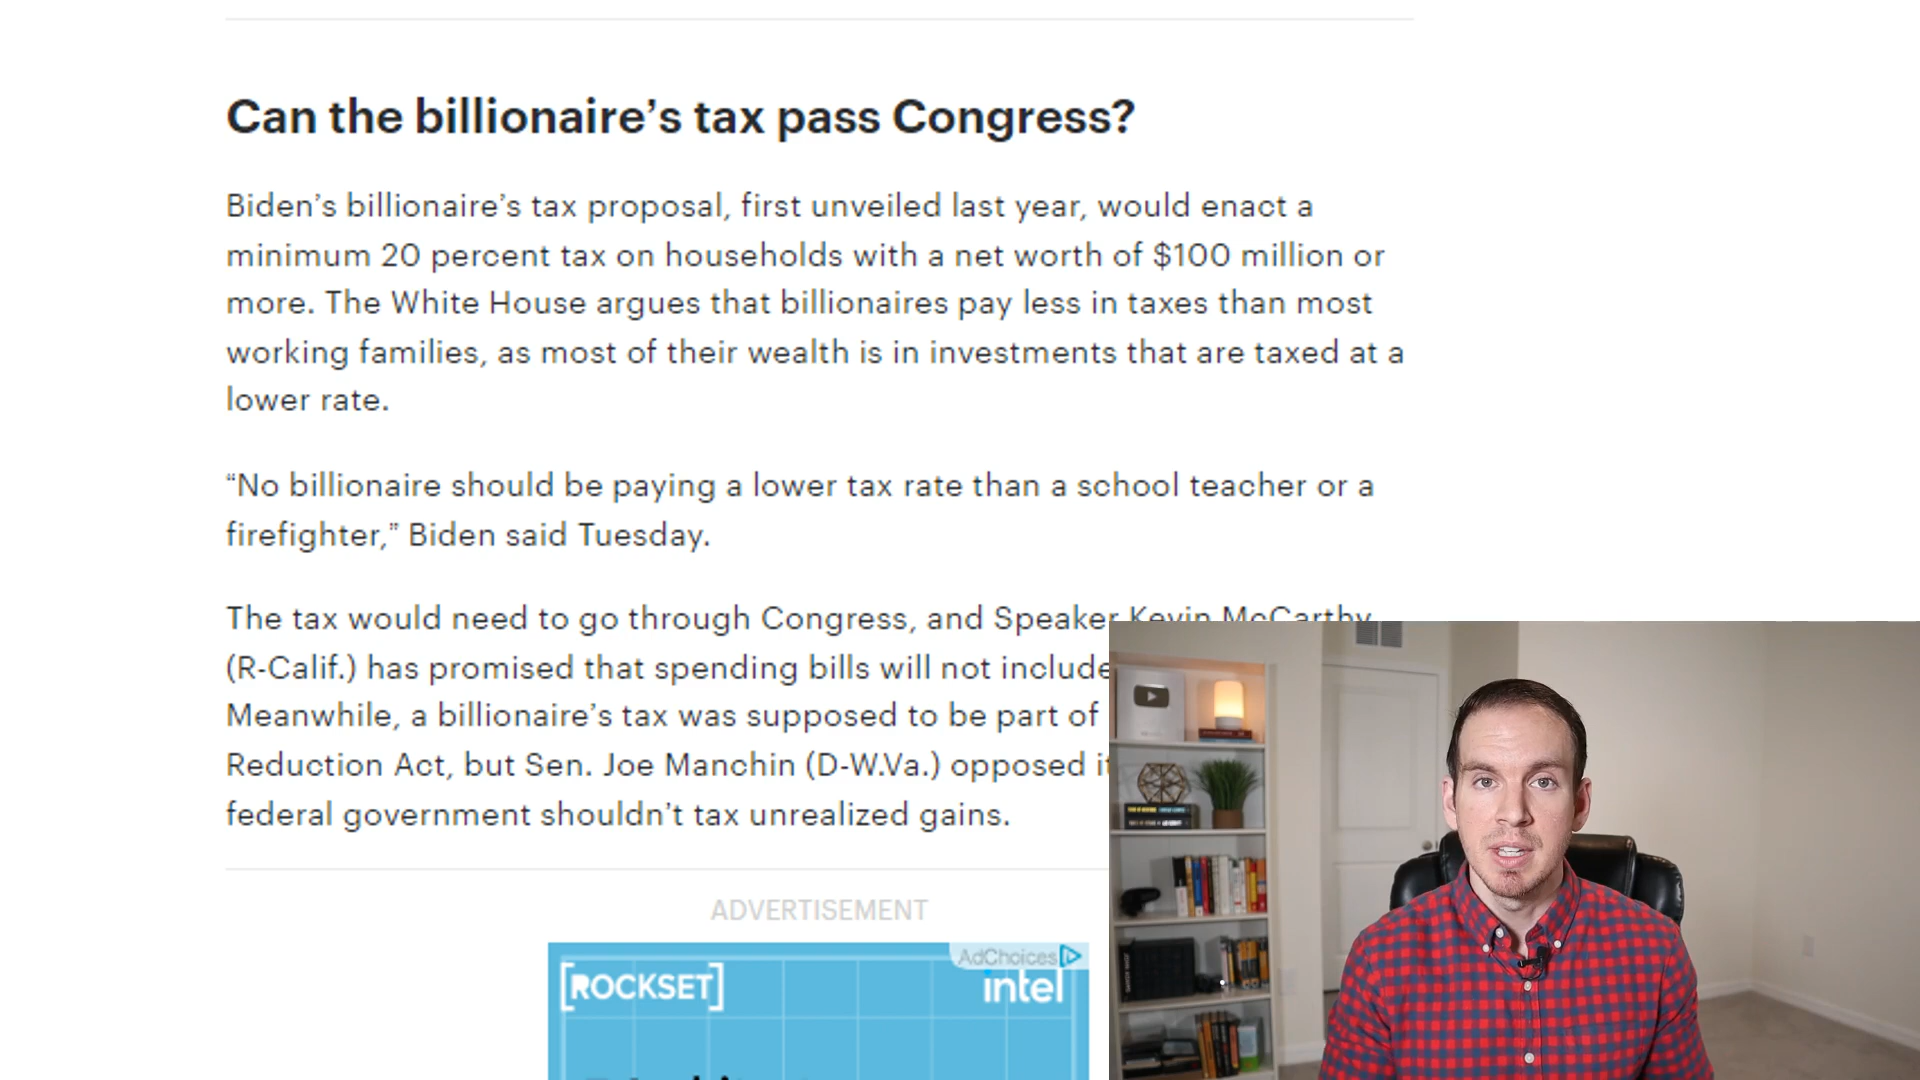 Can the billionaire’s tax pass Congress?
Biden’s billionaire’s tax proposal, first unveiled last year, would enact a
minimum 20 percent tax on households with a net worth of $100 million or
more. The White House argues that billionaires pay less in taxes than most
working families, as most of their wealth is in investments that are taxed at a
lower rate.
“No billionaire should be paying a lower tax rate than a school teacher or a
firefighter,” Biden said Tuesday.
The tax would need to go through Congress, and Speaker Kevin McCarthy
(R-Calif.) has promised that spending bills will not include
Meanwhile, a billionaire’s tax was supposed to be part of
Reduction Act, but Sen. Joe Manchin (D-W.Va.) opposed it
federal government shouldn’t tax unrealized gains.
ADVERTISEMENT
AdChoices
[ROCKSET]
intel